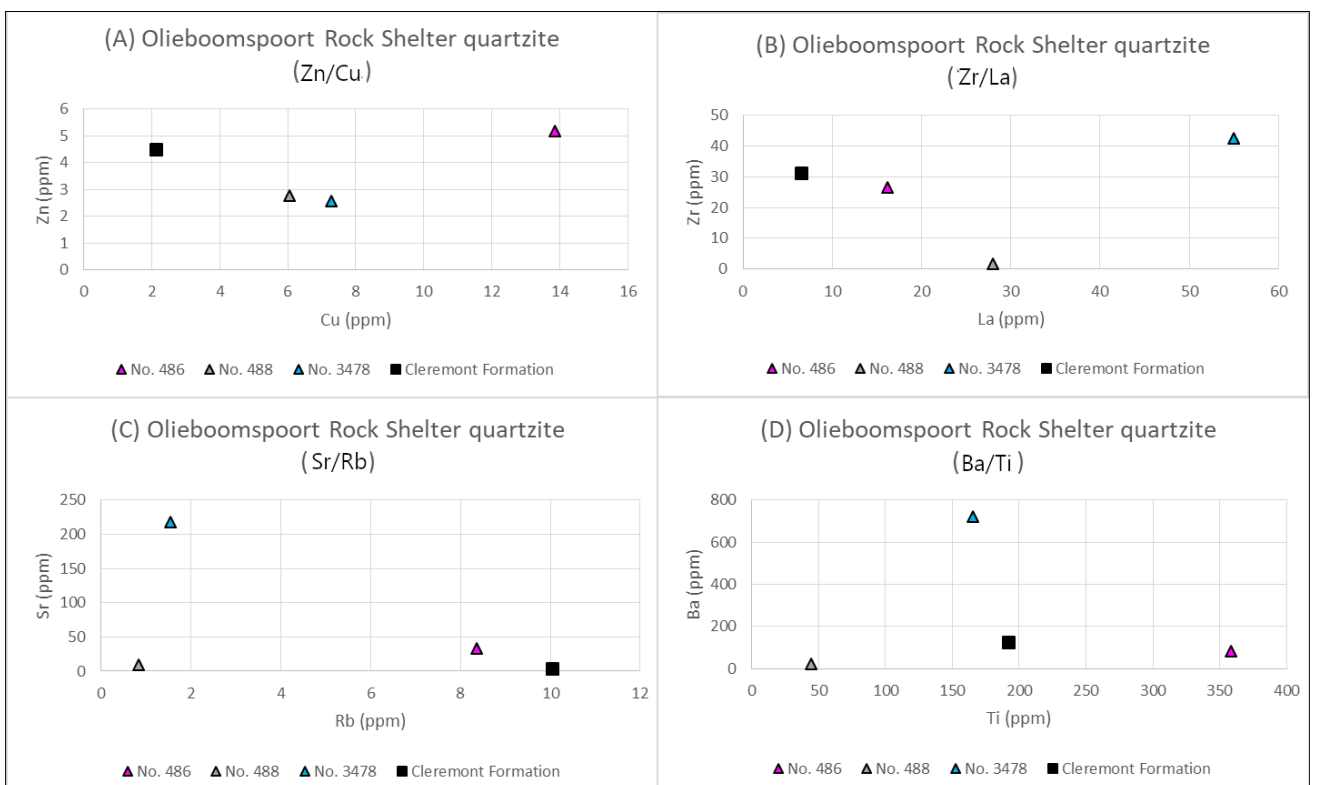 (A) Olieboomspoort Rock Shelter quartzite
(Zn/Cu)
6
5
4
3
2
1
0
Zn (ppm)
0 2 4 6 8 10 12 14 16
Cu (ppm)
No. 486 No. 488 No. 3478 Cleremont Formation
(B) Olieboomspoort Rock Shelter quartzite
(Zr/La)
50
40
30
20
10
0
Zr (ppm)
0 10 20 30 40 50 60
La (ppm)
No. 486 No. 488 No. 3478 Cleremont Formation
(C) Olieboomspoort Rock Shelter quartzite
(Sr/Rb)
250
200
150
100
50
0
Sr (ppm)
0 2 4 6 8 10 12
Rb (ppm)
No. 486 No. 488 No. 3478 Cleremont Formation
(D) Olieboomspoort Rock Shelter quartzite
(Ba/Ti )
800
600
400
200
0
Ba (ppm)
0 50 100 150 200 250 300 350 400
Ti (ppm)
No. 486 No. 488 No. 3478 Cleremont Formation